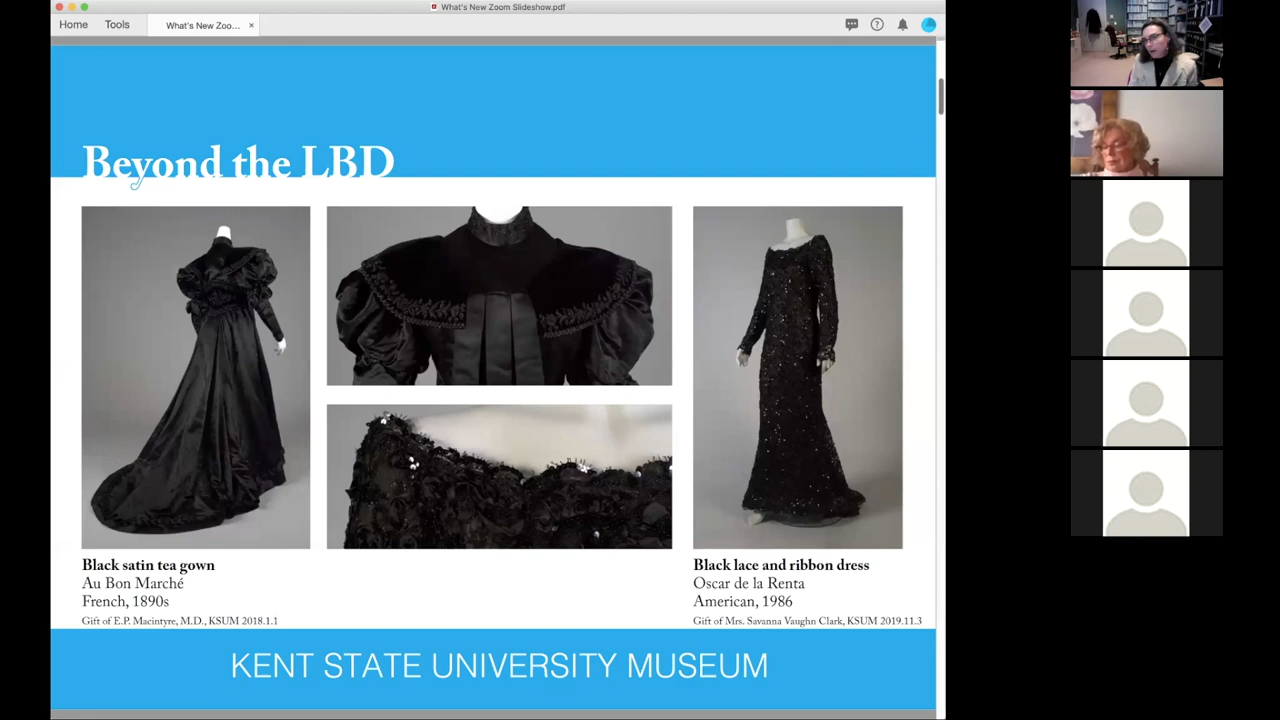 What's New Zoom Slideshow.pdf
Home Tools What's New Zoo... ×
Beyond the LBD
Black satin tea gown
Au Bon Marché
French, 1890s
Gift of E.P. Macintyre, M.D., KSUM 2018.1.1
Black lace and ribbon dress
Oscar de la Renta
American, 1986
Gift of Mrs. Savanna Vaughn Clark, KSUM 2019.11.3
KENT STATE UNIVERSITY MUSEUM